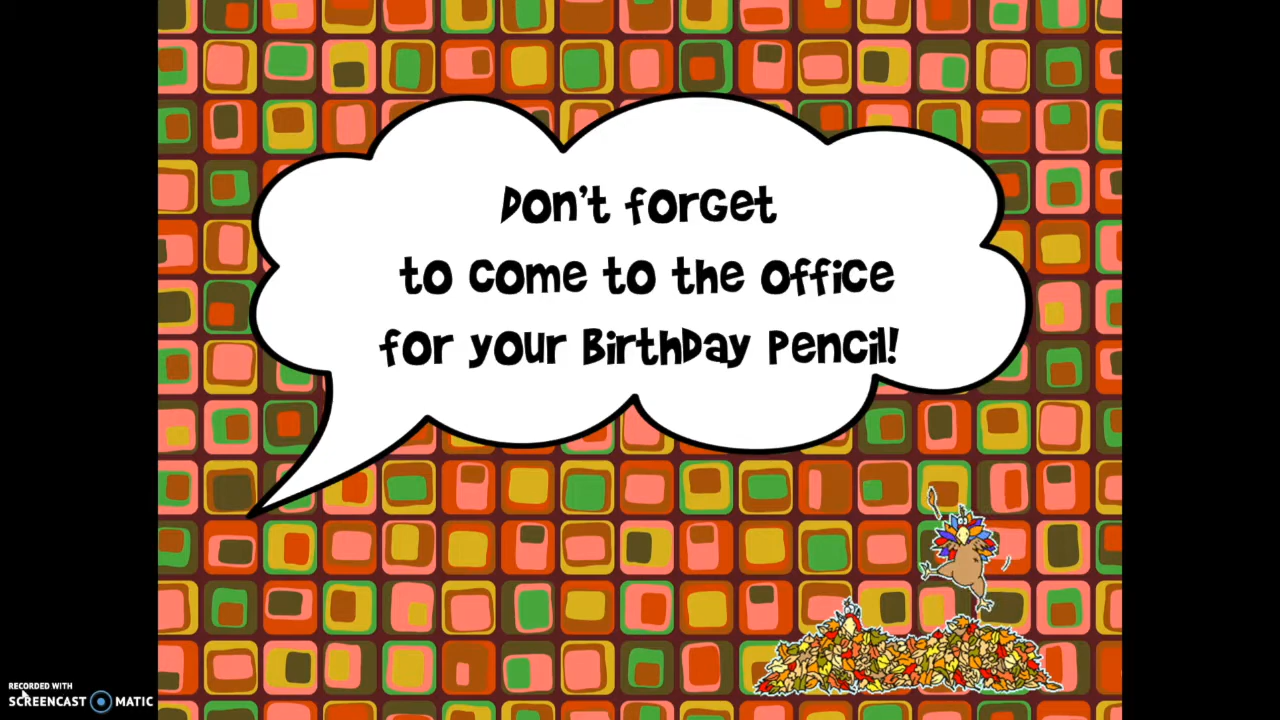 Don't forget
to come to the office
for your Birthday Pencil!
RECORDED WITH
SCREENCAST MATIC